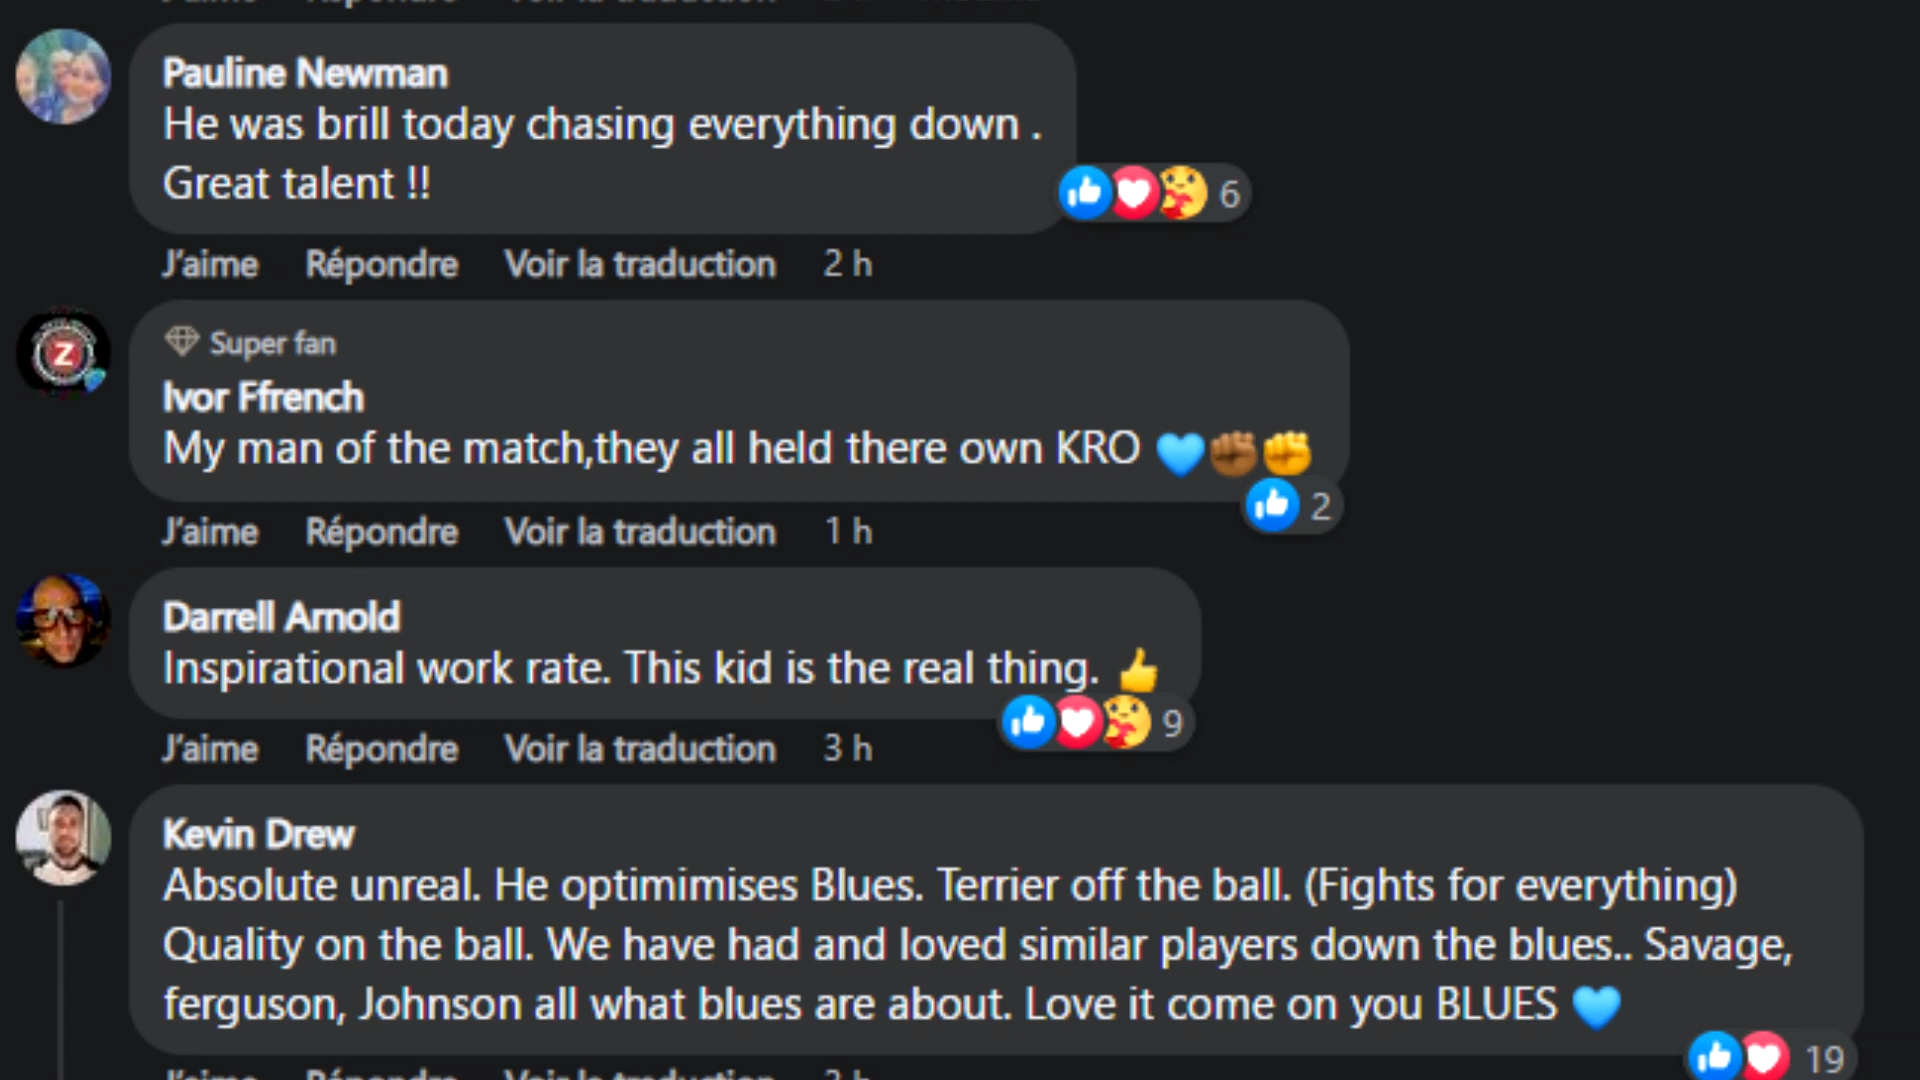 Pauline Newman
He was brill today chasing everything down .
Great talent !!
6
J'aime Répondre Voir la traduction 2 h
Z
Super fan
Ivor Ffrench
My man of the match,they all held there own KRO 💙✊🏾✊
2
J'aime Répondre Voir la traduction 1 h
Darrell Arnold
Inspirational work rate. This kid is the real thing. 👍
9
J'aime Répondre Voir la traduction 3 h
Kevin Drew
Absolute unreal. He optimimises Blues. Terrier off the ball. (Fights for everything)
Quality on the ball. We have had and loved similar players down the blues.. Savage,
ferguson, Johnson all what blues are about. Love it come on you BLUES 💙
19
J'aime Répondre Voir la traduction